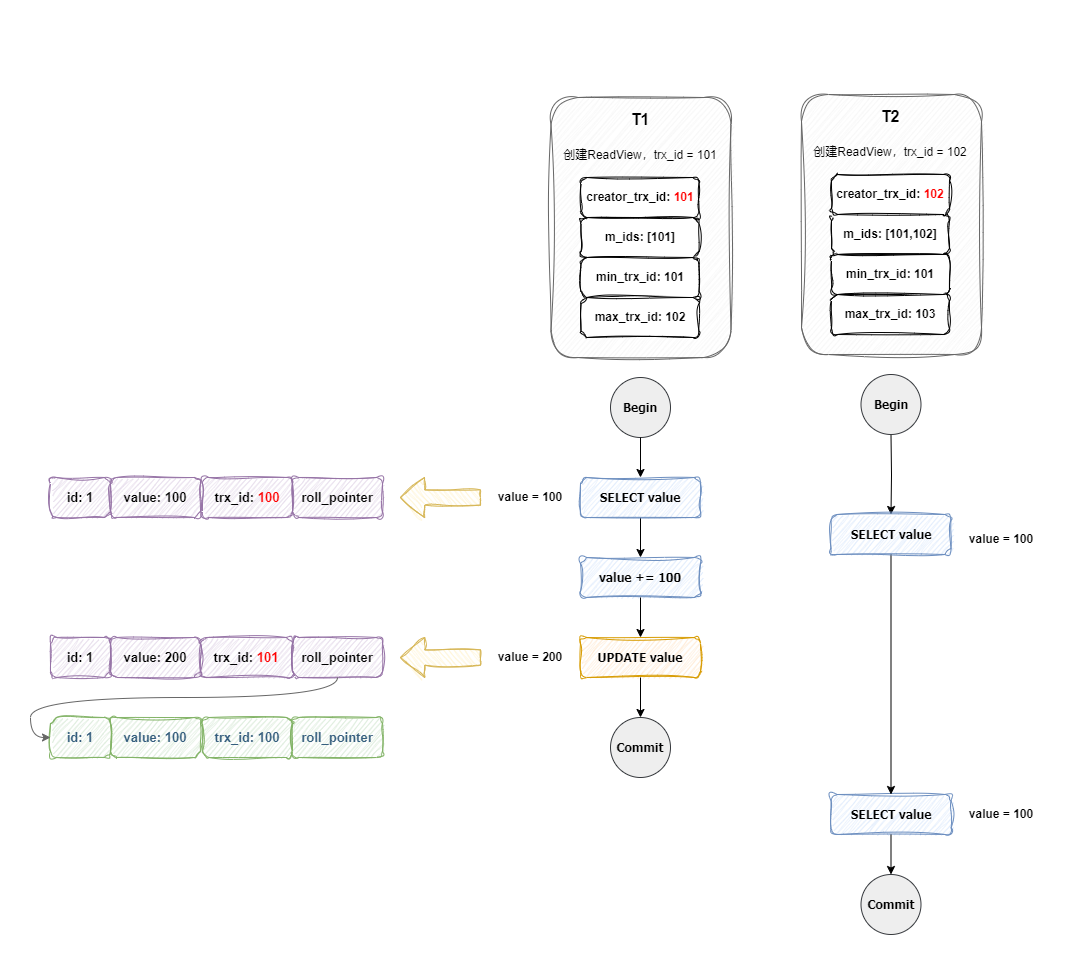 T1
创建ReadView，trx_id = 101
creator_trx_id: 101
m_ids: [101]
min_trx_id: 101
max_trx_id: 102
T2
创建ReadView，trx_id = 102
creator_trx_id: 102
m_ids: [101,102]
min_trx_id: 101
max_trx_id: 103
Begin
Begin
id: 1 value: 100 trx_id: 100 roll_pointer
value = 100
SELECT value
SELECT value
value = 100
value += 100
id: 1 value: 200 trx_id: 101 roll_pointer
value = 200
UPDATE value
id: 1 value: 100 trx_id: 100 roll_pointer
Commit
SELECT value
value = 100
Commit